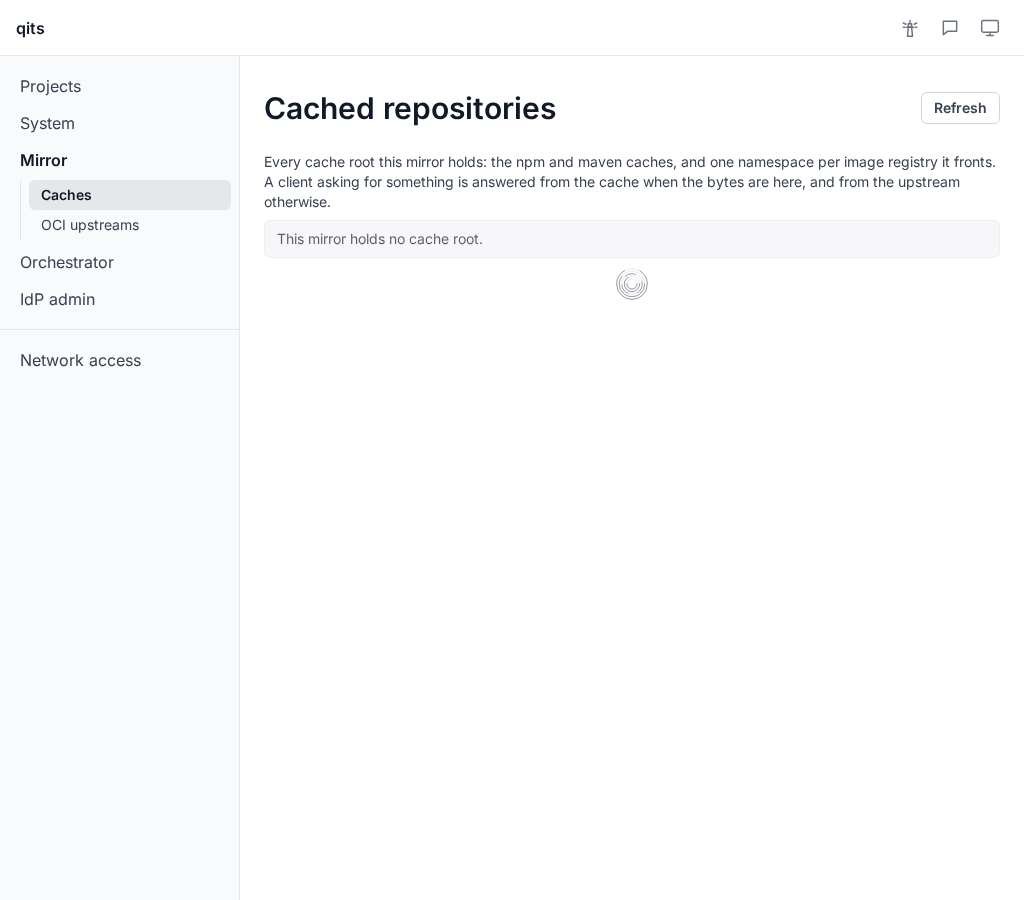 qits
Projects
System
Mirror
Caches
OCI upstreams
Orchestrator
IdP admin
Network access
Cached repositories
Refresh
Every cache root this mirror holds: the npm and maven caches, and one namespace per image registry it fronts.
A client asking for something is answered from the cache when the bytes are here, and from the upstream
otherwise.
This mirror holds no cache root.